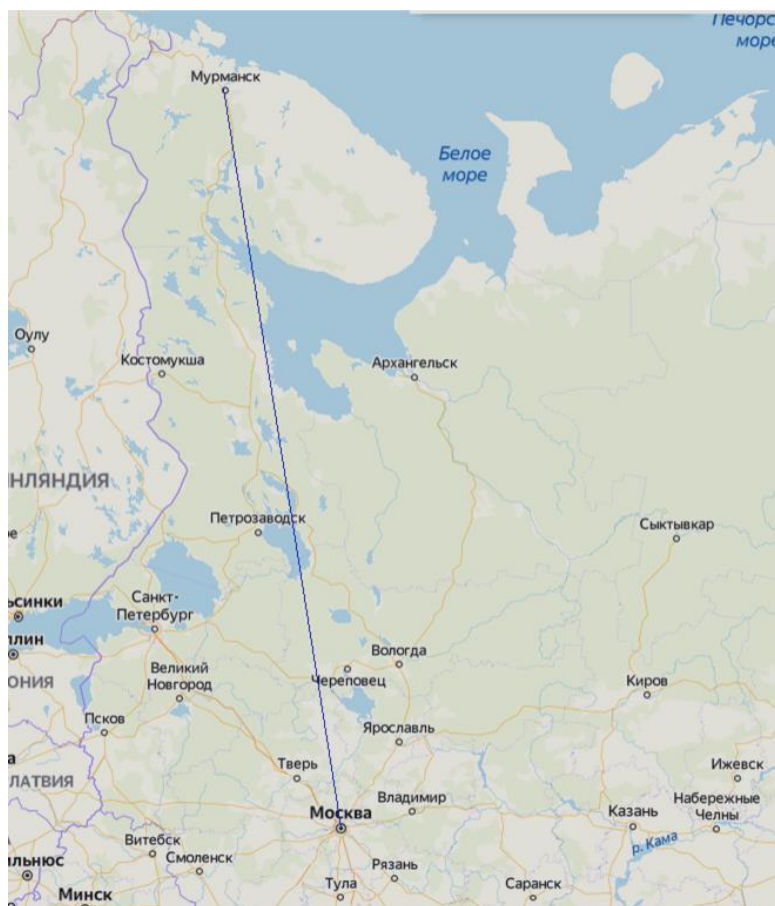 Печорс
море
Мурманск
Белое
море
Оулу
Костомукша
Архангельск
НЛЯНДИЯ
Петрозаводск
Сыктывкар
ьсинки
Санкт-
Петербург
ллин
Вологда
ОНИЯ
Великий
Новгород
Череповец
Киров
Псков
Ярославль
а
ЛАТВИЯ
Тверь
Ижевск
Москва
Владимир
Казань
Набережные
Челны
Витебск
р. Кама
ильнюс
Смоленск
Рязань
Минск
Тула
Саранск